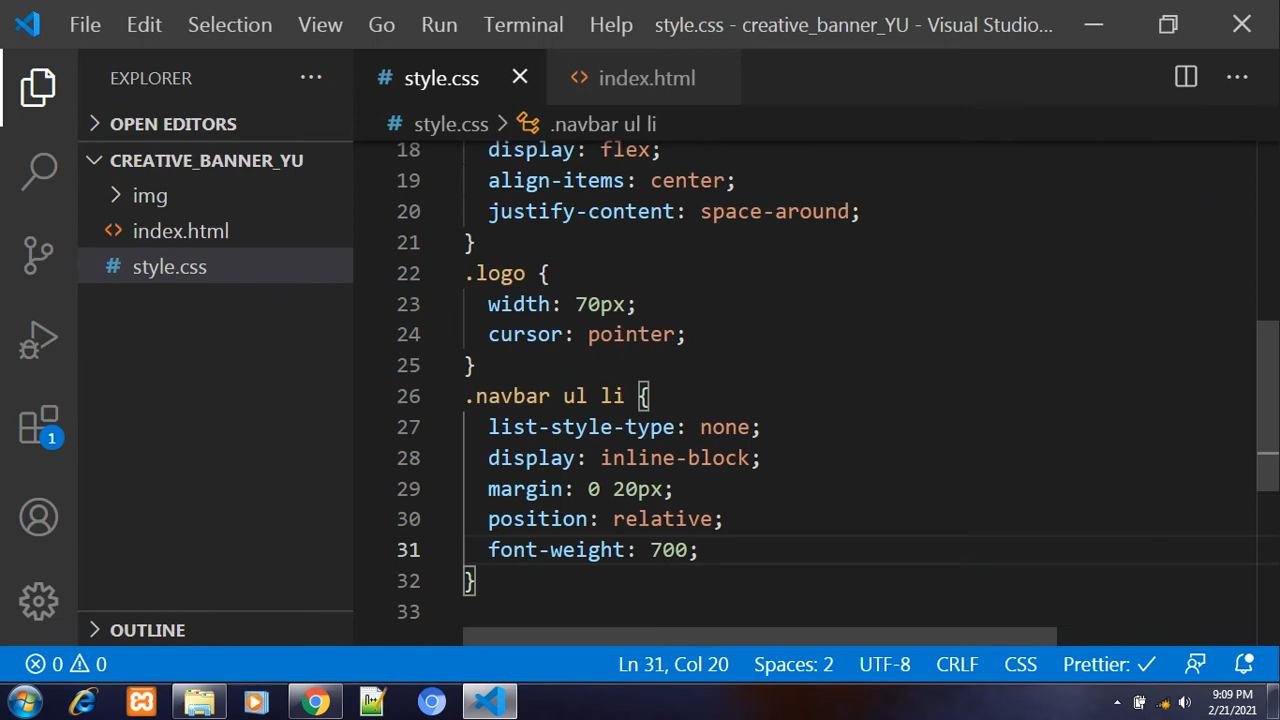 File Edit Selection View Go Run Terminal Help style.css - creative_banner_YU - Visual Studio...
EXPLORER
style.css
index.html
OPEN EDITORS
style.css > .navbar ul li
CREATIVE_BANNER_YU
img
index.html
style.css
18 display: flex;
19 align-items: center;
20 justify-content: space-around;
21 }
22 .logo {
23 width: 70px;
24 cursor: pointer;
25 }
26 .navbar ul li {
27 list-style-type: none;
28 display: inline-block;
29 margin: 0 20px;
30 position: relative;
31 font-weight: 700;
32 }
33
1
OUTLINE
0 0 Ln 31, Col 20 Spaces: 2 UTF-8 CRLF CSS Prettier: ✓
9:09 PM
2/21/2021